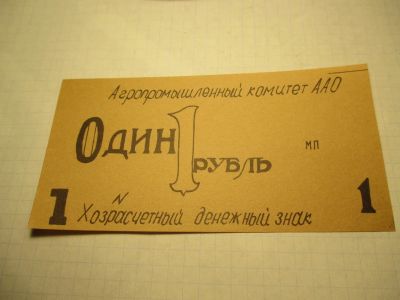 Агропромышленный комитет ААО
Один 1 рубль
МП
1 N 1
Хозрасчетный денежный знак